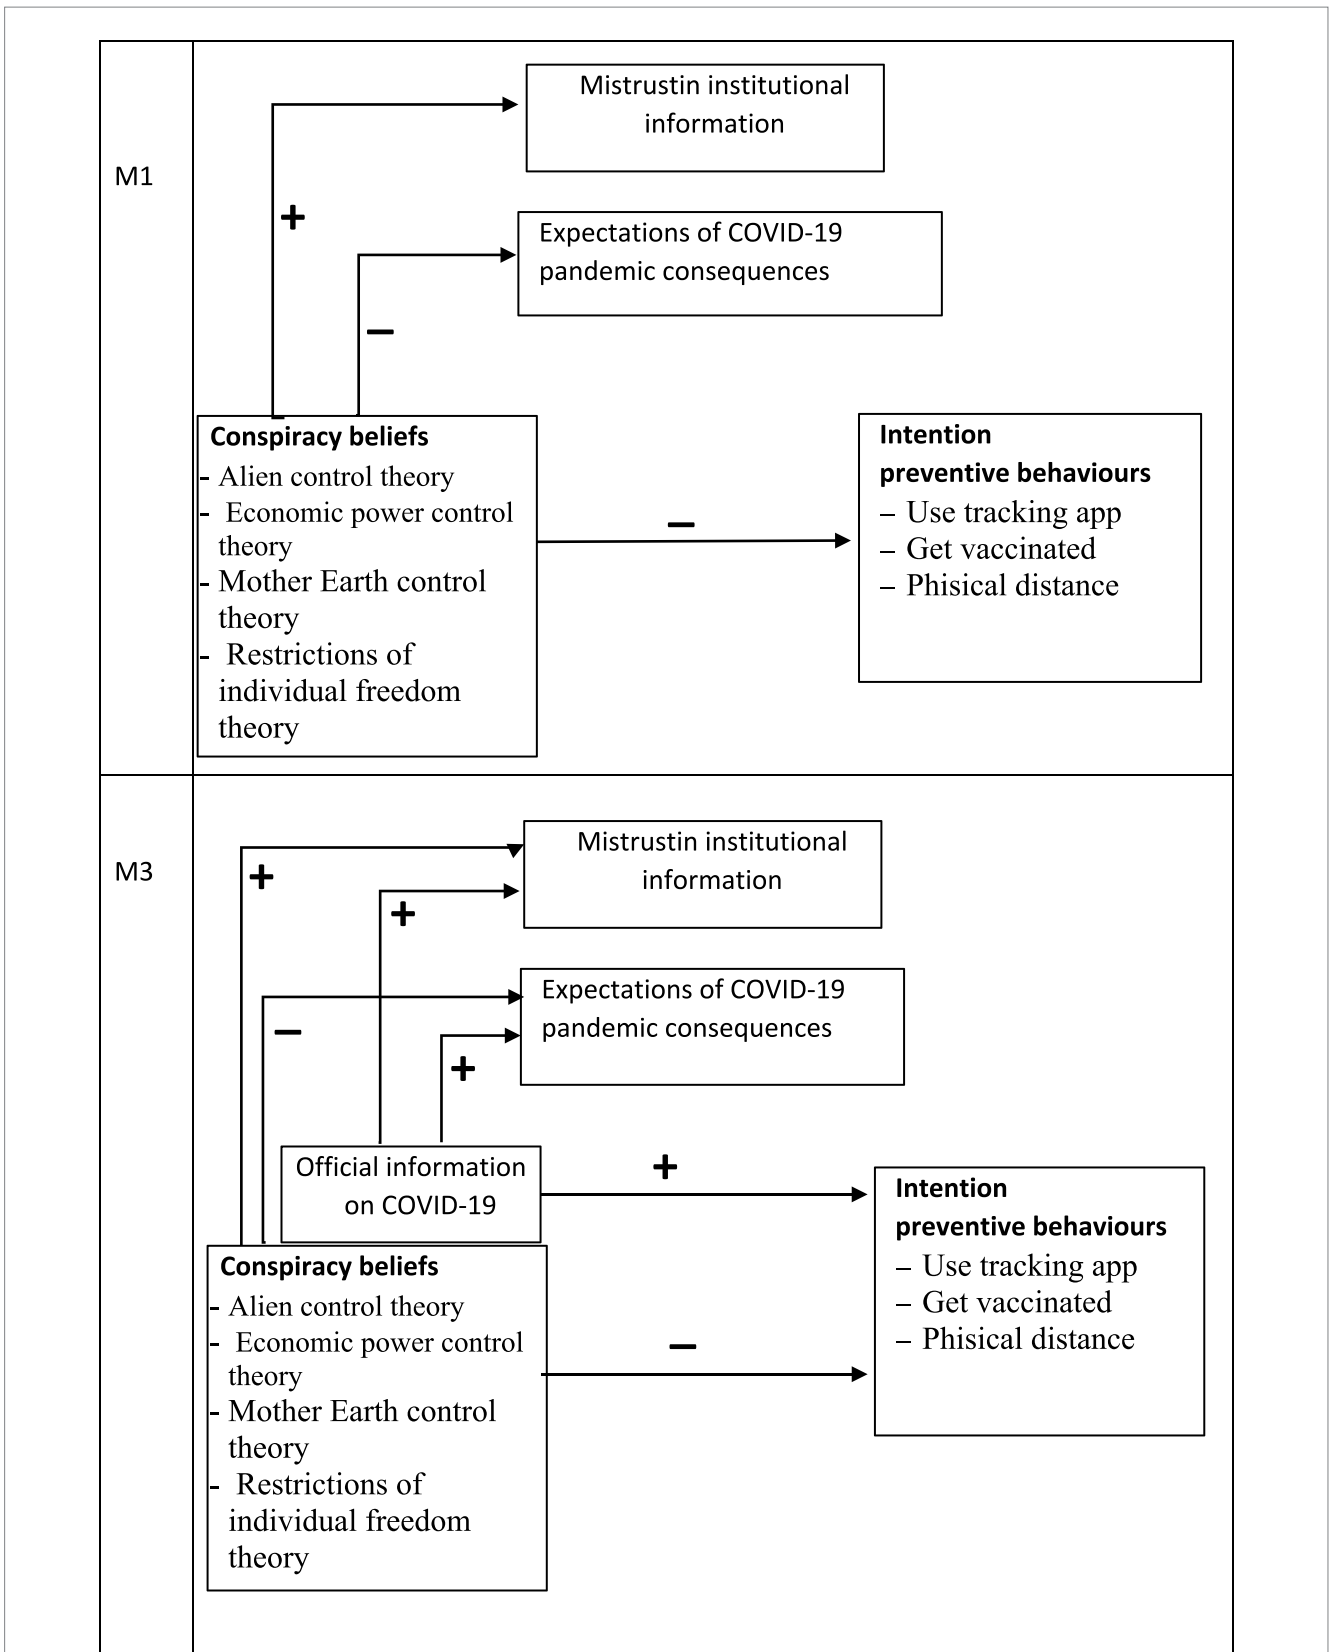 M1
Mistrustin institutional
information
+
Expectations of COVID-19
pandemic consequences
–
Conspiracy beliefs
- Alien control theory
- Economic power control
theory
- Mother Earth control
theory
- Restrictions of
individual freedom
theory
–
Intention
preventive behaviours
– Use tracking app
– Get vaccinated
– Phisical distance
M3
Mistrustin institutional
information
+
+
Expectations of COVID-19
pandemic consequences
–
+
Official information
on COVID-19
+
Conspiracy beliefs
- Alien control theory
- Economic power control
theory
- Mother Earth control
theory
- Restrictions of
individual freedom
theory
–
Intention
preventive behaviours
– Use tracking app
– Get vaccinated
– Phisical distance